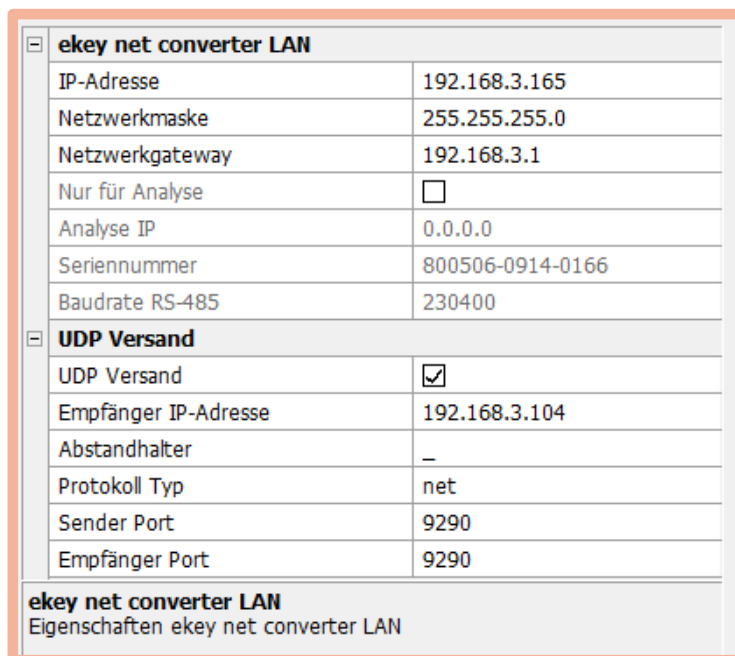 ekey net converter LAN
IP-Adresse 192.168.3.165
Netzwerkmaske 255.255.255.0
Netzwerkgateway 192.168.3.1
Nur für Analyse
Analyse IP 0.0.0.0
Seriennummer 800506-0914-0166
Baudrate RS-485 230400
UDP Versand
UDP Versand
Empfänger IP-Adresse 192.168.3.104
Abstandhalter _
Protokoll Typ net
Sender Port 9290
Empfänger Port 9290
ekey net converter LAN
Eigenschaften ekey net converter LAN